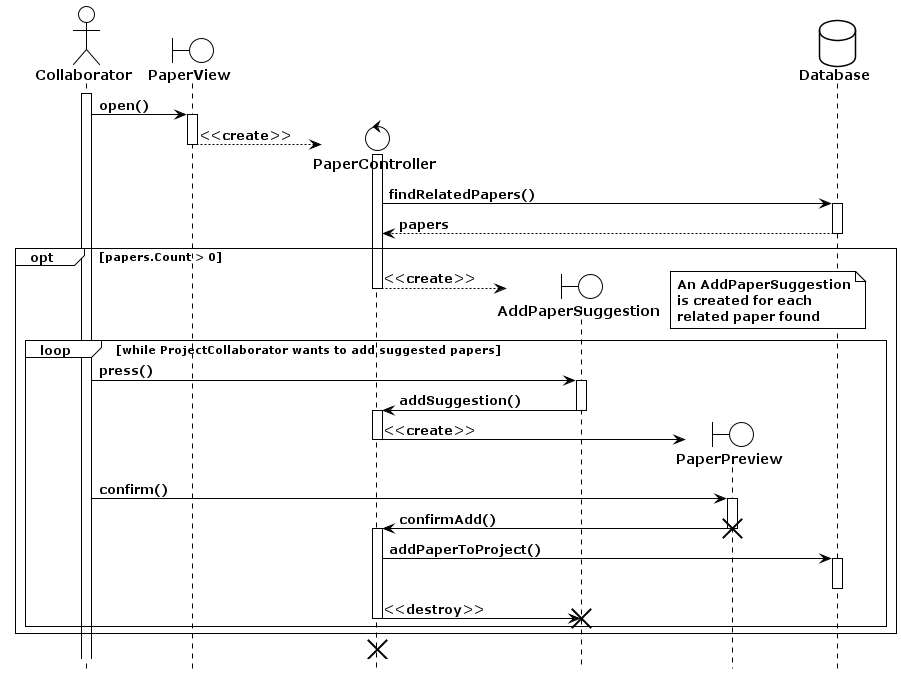 Collaborator
PaperView
Database
open()
<<create>>
PaperController
findRelatedPapers()
papers
opt
[papers.Count > 0]
<<create>>
AddPaperSuggestion
An AddPaperSuggestion
is created for each
related paper found
loop
[while ProjectCollaborator wants to add suggested papers]
press()
addSuggestion()
<<create>>
PaperPreview
confirm()
confirmAdd()
addPaperToProject()
<<destroy>>